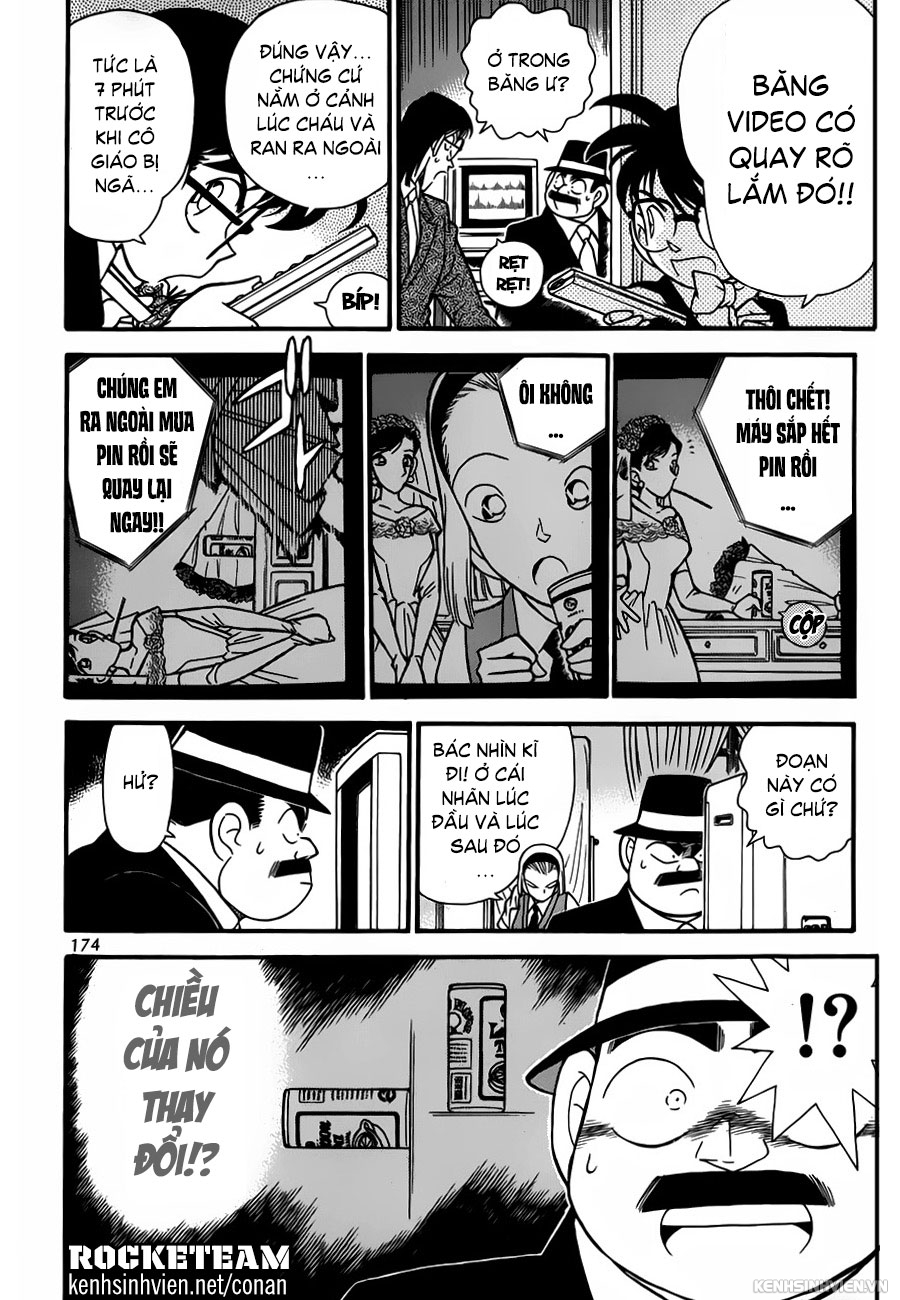 BĂNG
VIDEO CÓ
QUAY RÕ
LẮM ĐÓ!!
Ở TRONG
BĂNG Ư?
RẸT
RẸT!
ĐÚNG VẬY...
CHỨNG CỨ
NẰM Ở CẢNH
LÚC CHÁU VÀ
RAN RA NGOÀI
...
TỨC LÀ
7 PHÚT
TRƯỚC
KHI CÔ
GIÁO BỊ
NGÃ...
BÍP!
THÔI CHẾT!
MÁY SẮP HẾT
PIN RỒI
...
CỘP
ÔI KHÔNG
...
CHÚNG EM
RA NGOÀI MUA
PIN RỒI SẼ
QUAY LẠI
NGAY!!
ĐOẠN
NÀY CÓ
GÌ CHỨ?
BÁC NHÌN KĨ
ĐI! Ở CÁI
NHÃN LÚC
ĐẦU VÀ LÚC
SAU ĐÓ
...
HỬ?
174
!?
CHIỀU
CỦA NÓ
THAY
ĐỔI!?
ROCKETEAM
kenhsinhvien.net/conan
KENHSINHVIEN.VN